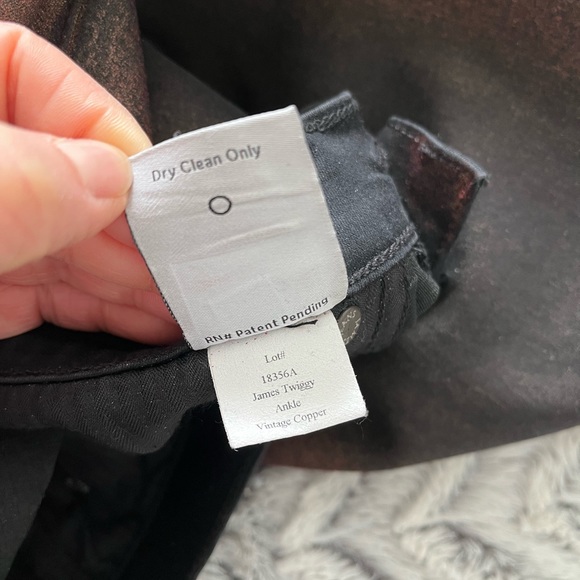 Dry Clean Only
RN# Patent Pending
Lot#
18356A
James Twiggy
Ankle
Vintage Copper